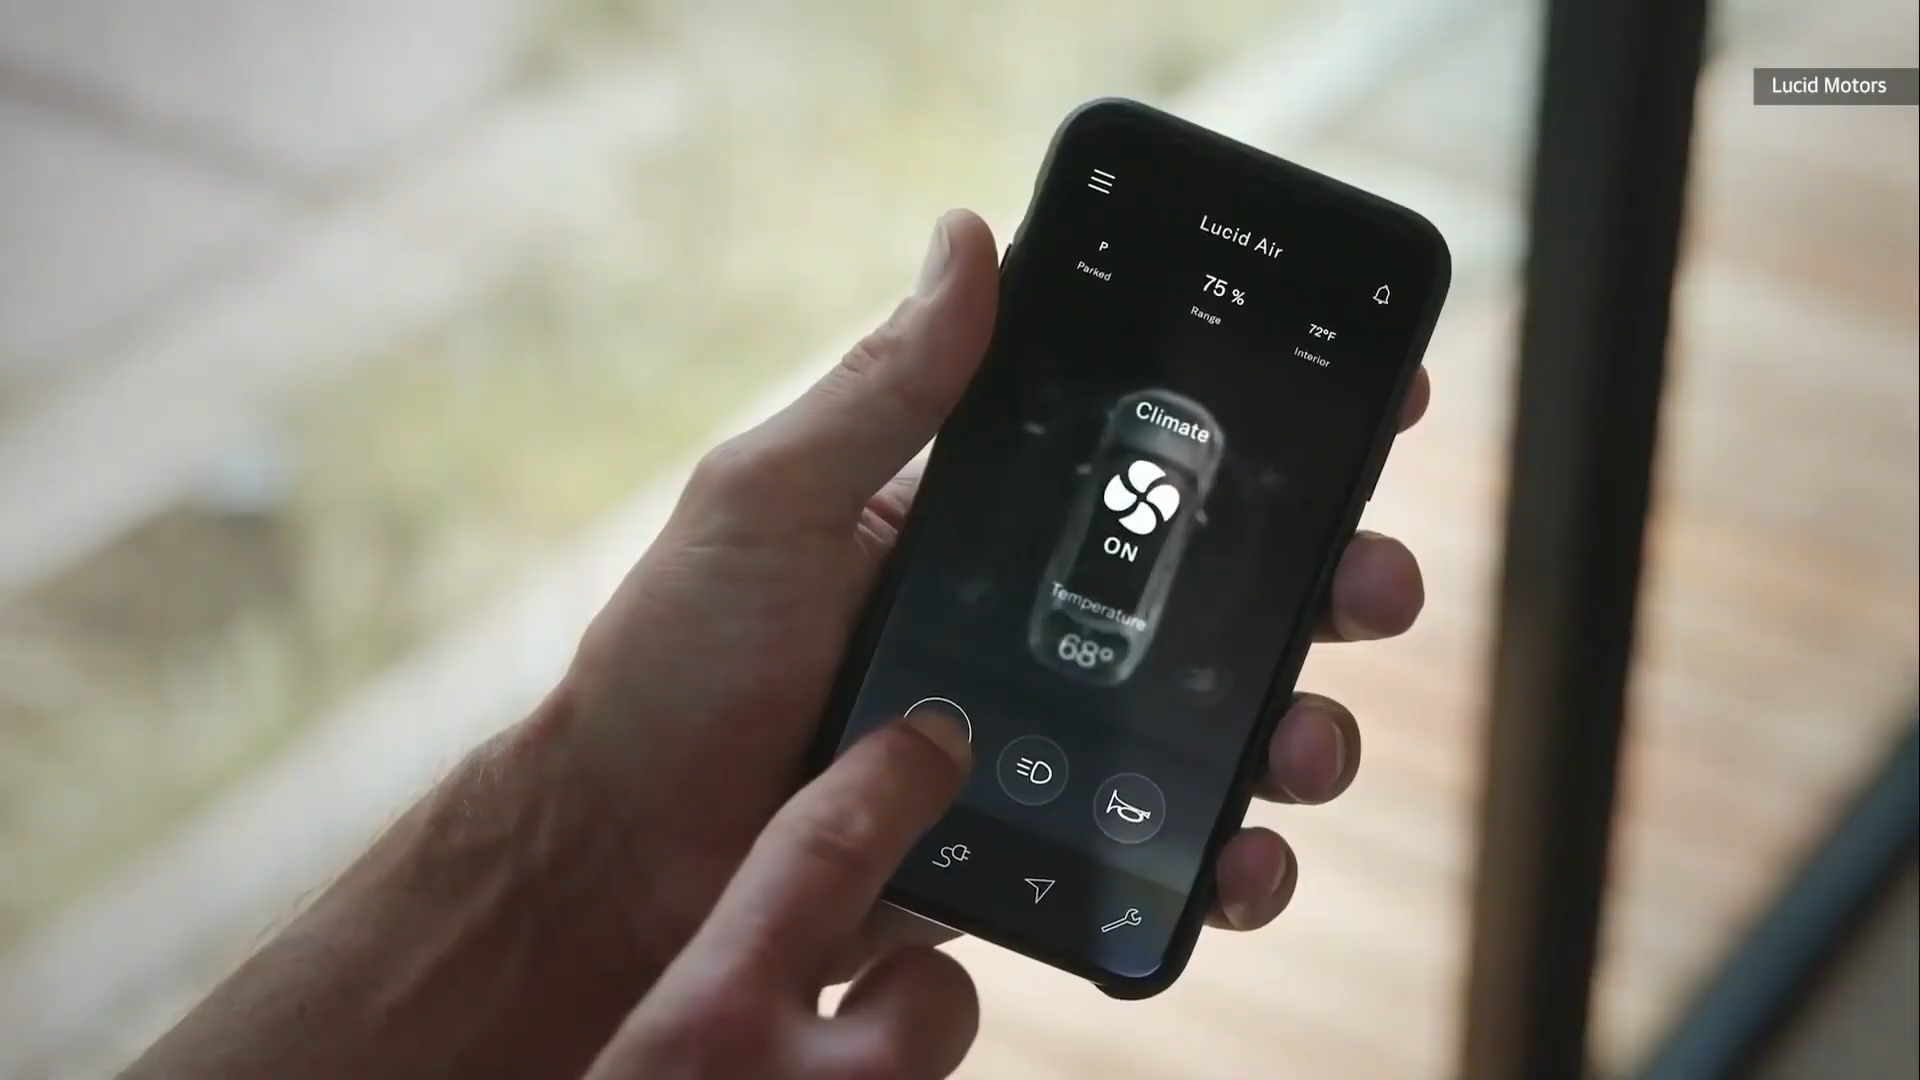 Lucid Motors
Lucid Air
P
Parked
75 %
Range
72°F
Interior
Climate
ON
Temperature
68°